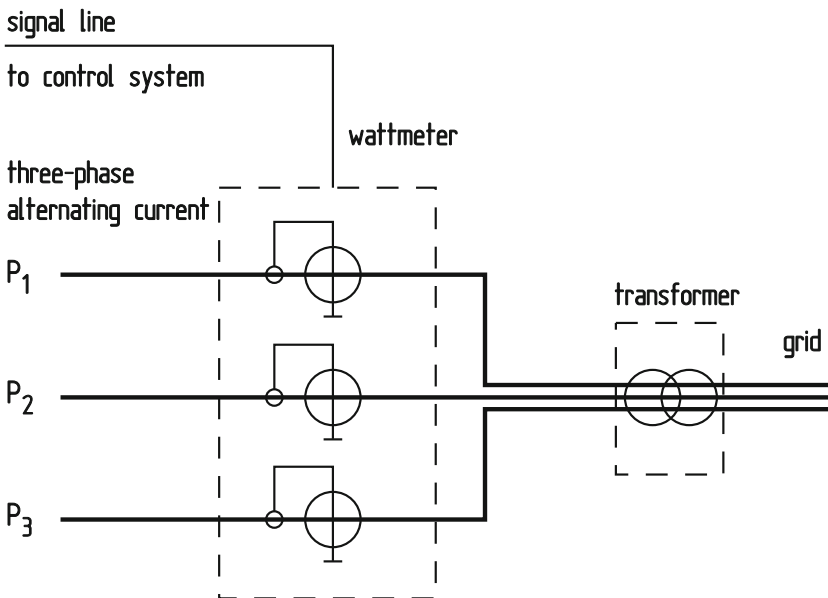 signal line
to control system
wattmeter
three-phase
alternating current
P1
transformer
grid
P2
P3